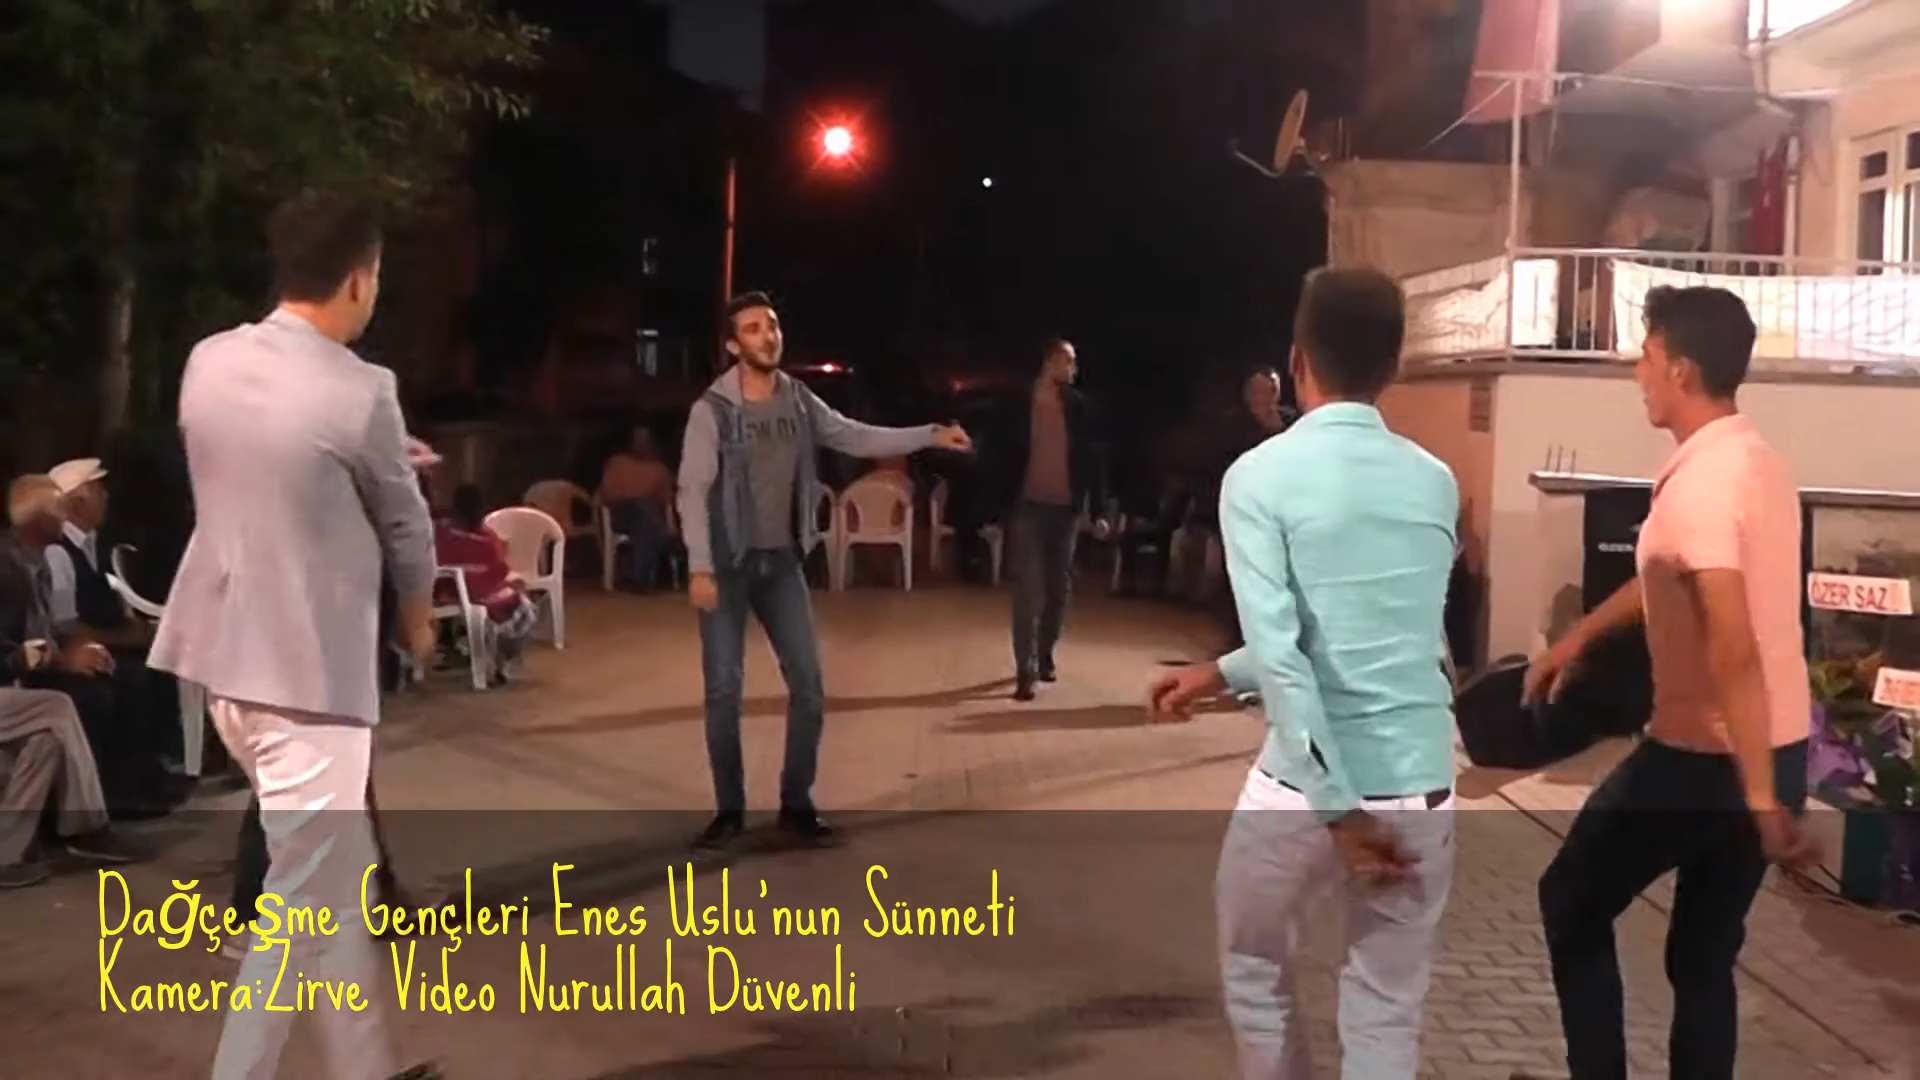 ÖZER SAZ
Dağçeşme Gençleri Enes Uslu'nun Sünneti
Kamera:Zirve Video Nurullah Düvenli